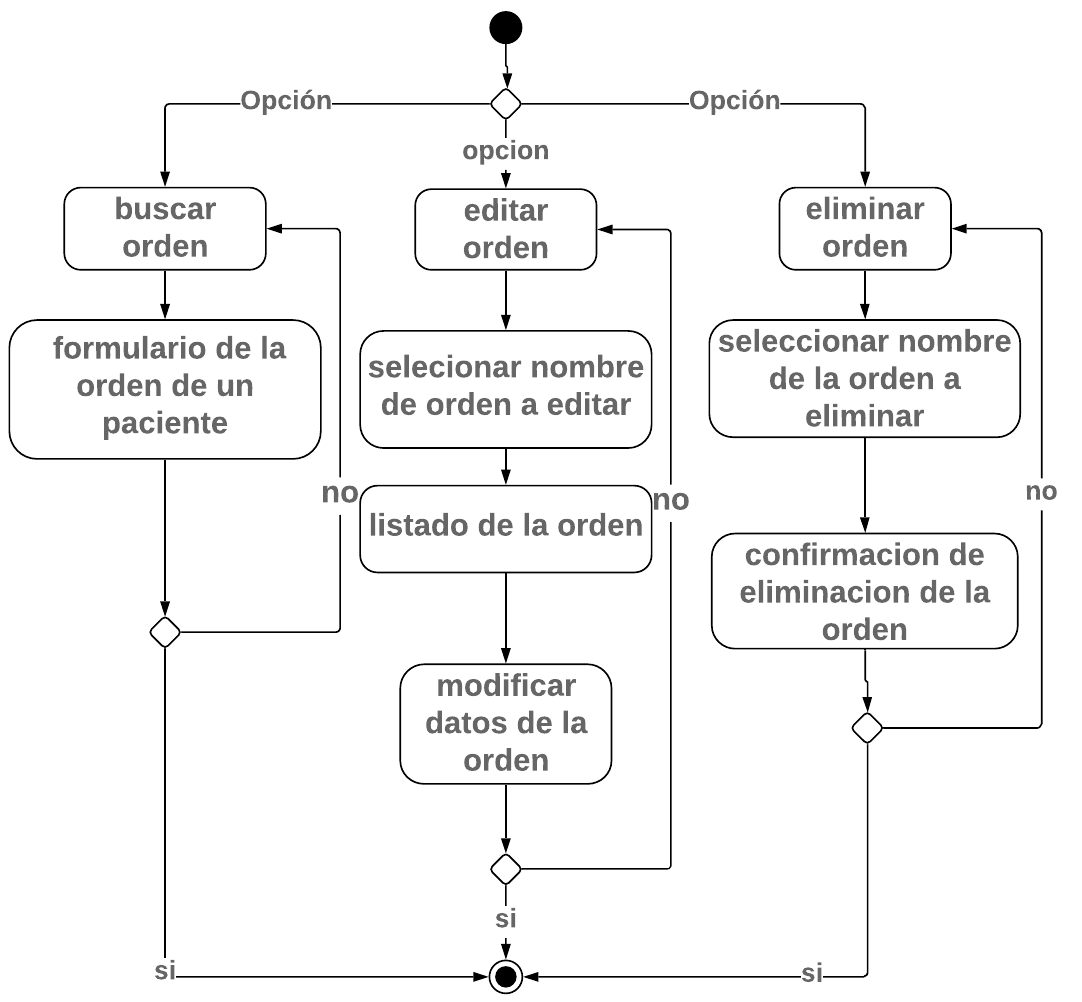 Opción
Opción
opcion
buscar
orden
editar
orden
eliminar
orden
formulario de la
orden de un
paciente
selecionar nombre
de orden a editar
seleccionar nombre
de la orden a
eliminar
no
no
no
listado de la orden
confirmacion de
eliminacion de la
orden
modificar
datos de la
orden
si
si
si